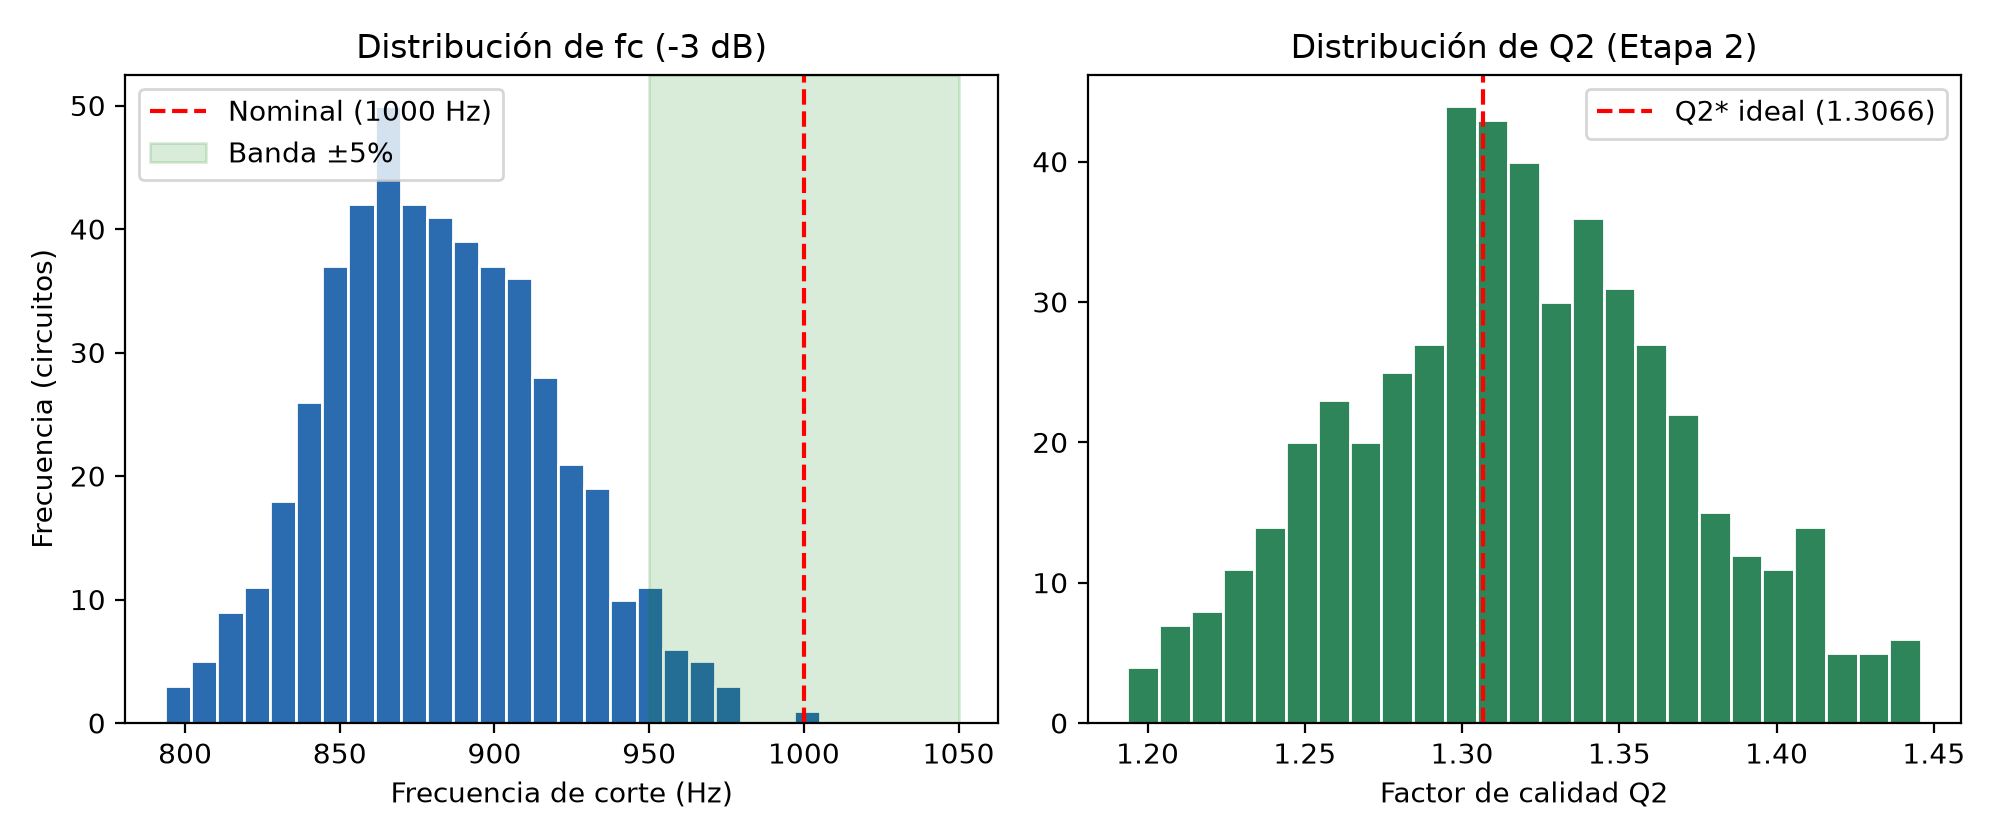 Distribución de fc (-3 dB)
Nominal (1000 Hz)
Banda ±5%
Frecuencia (circuitos)
50
40
30
20
10
0
800 850 900 950 1000 1050
Frecuencia de corte (Hz)
Distribución de Q2 (Etapa 2)
Q2* ideal (1.3066)
40
30
20
10
0
1.20 1.25 1.30 1.35 1.40 1.45
Factor de calidad Q2